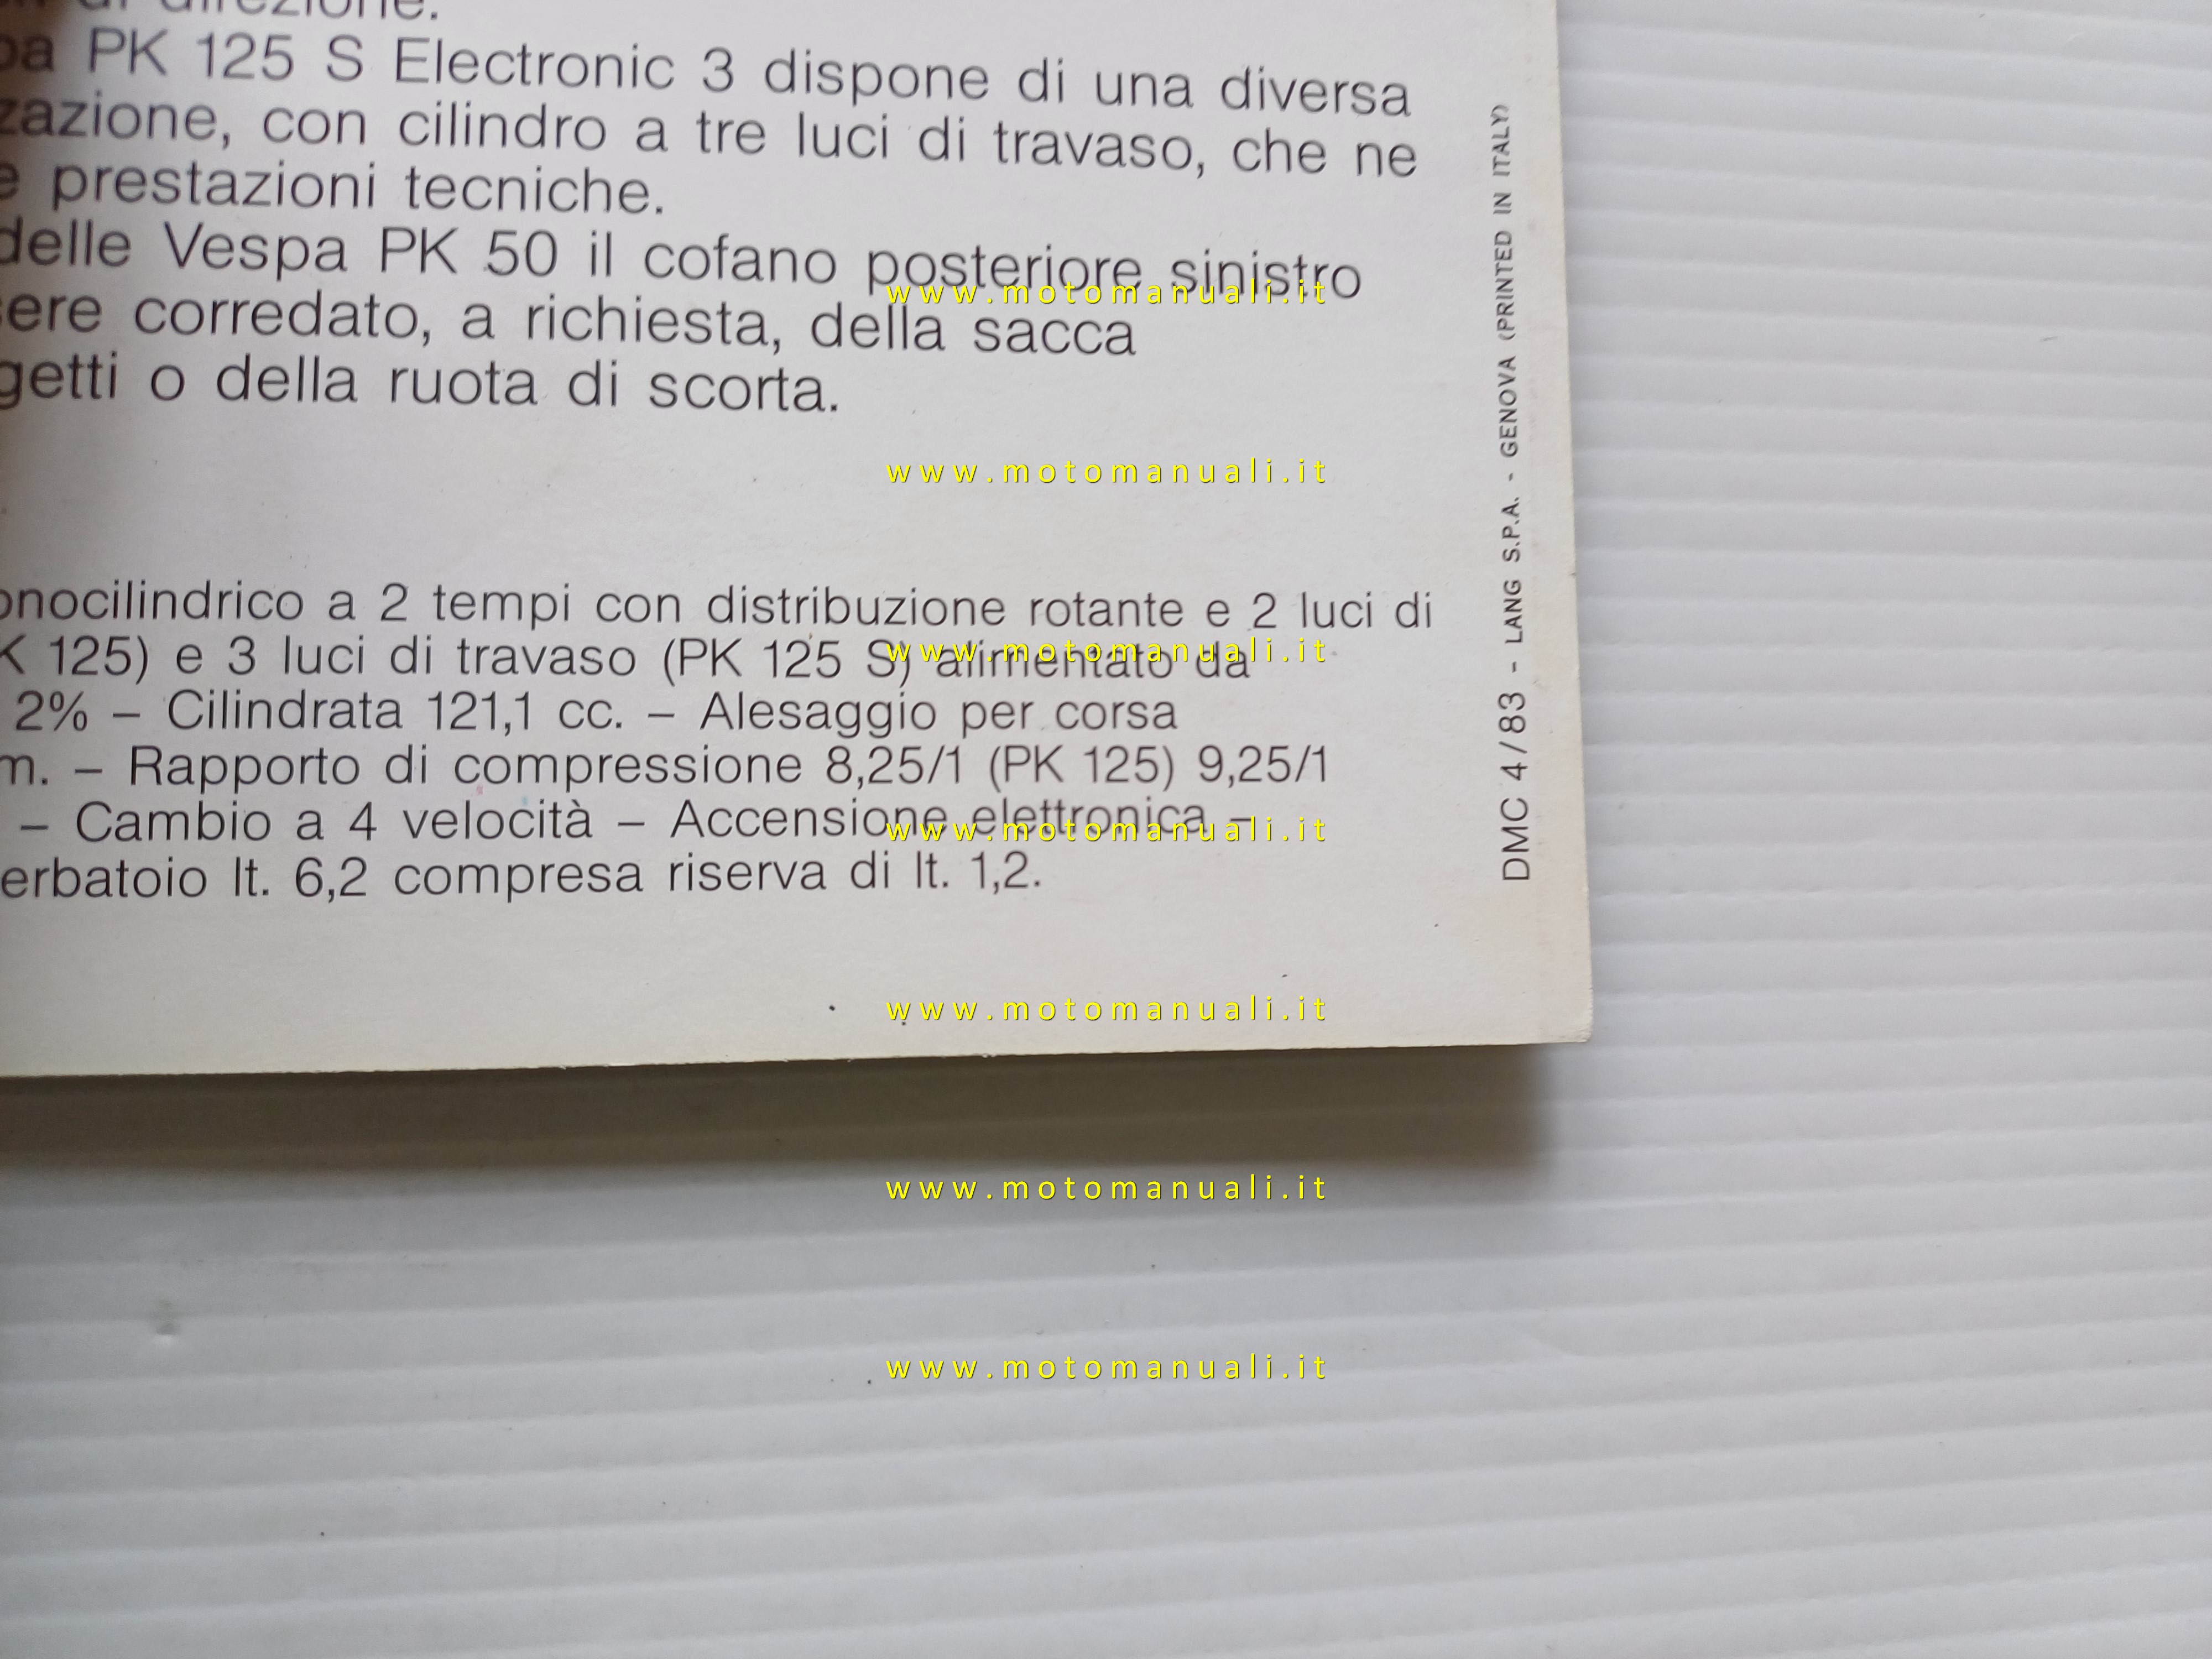 di direzione.
PK 125 S Electronic 3 dispone di una diversa
zazione, con cilindro a tre luci di travaso, che ne
e prestazioni tecniche.
delle Vespa PK 50 il cofano posteriore sinistro
ere corredato, a richiesta, della sacca
getti o della ruota di scorta.
onocilindrico a 2 tempi con distribuzione rotante e 2 luci di
K 125) e 3 luci di travaso (PK 125 S) alimentato da
2% – Cilindrata 121,1 cc. – Alesaggio per corsa
m. – Rapporto di compressione 8,25/1 (PK 125) 9,25/1
– Cambio a 4 velocità – Accensione elettronica –
erbatoio lt. 6,2 compresa riserva di lt. 1,2.
DMC 4/83 - LANG S.P.A. - GENOVA (PRINTED IN ITALY)
www.motomanuali.it
www.motomanuali.it
www.motomanuali.it
www.motomanuali.it
www.motomanuali.it
www.motomanuali.it
www.motomanuali.it